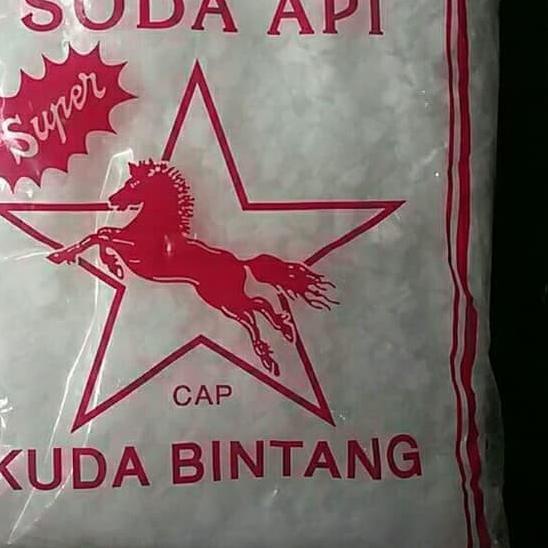 SODA API
Super
CAP
KUDA BINTANG